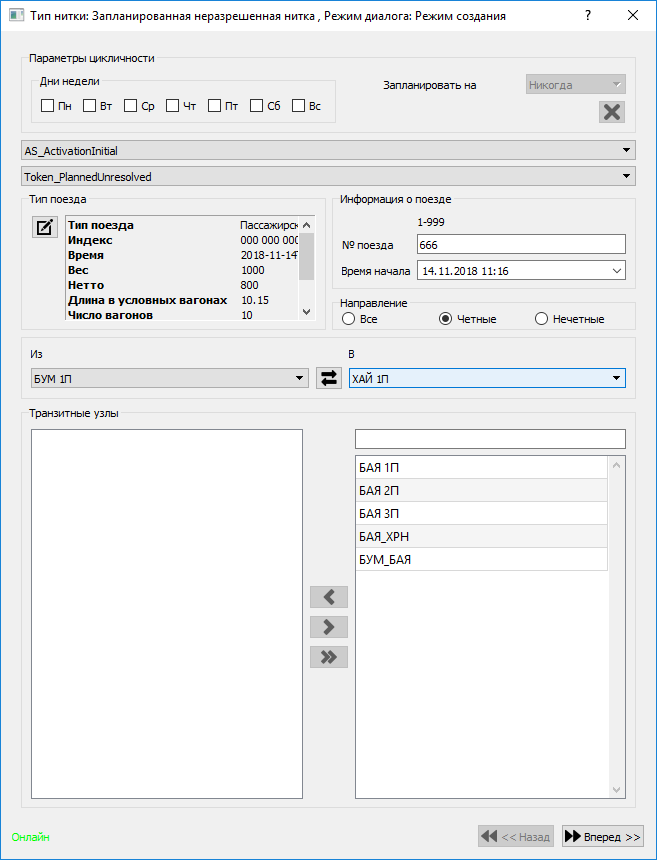 Тип нитки: Запланированная неразрешенная нитка , Режим диалога: Режим создания
?
Параметры цикличности
Дни недели
Пн Вт Ср Чт Пт Сб Вс
Запланировать на Никогда
AS_ActivationInitial
Token_PlannedUnresolved
Тип поезда
Тип поезда Пассажирск
Индекс 000 000 000
Время 2018-11-14T
Вес 1000
Нетто 800
Длина в условных вагонах 10.15
Число вагонов 10
Информация о поезде
1-999
№ поезда 666
Время начала 14.11.2018 11:16
Направление
Все Четные Нечетные
Из В
БУМ 1П ХАЙ 1П
Транзитные узлы
БАЯ 1П
БАЯ 2П
БАЯ 3П
БАЯ_ХРН
БУМ_БАЯ
Онлайн
<< Назад Вперед >>